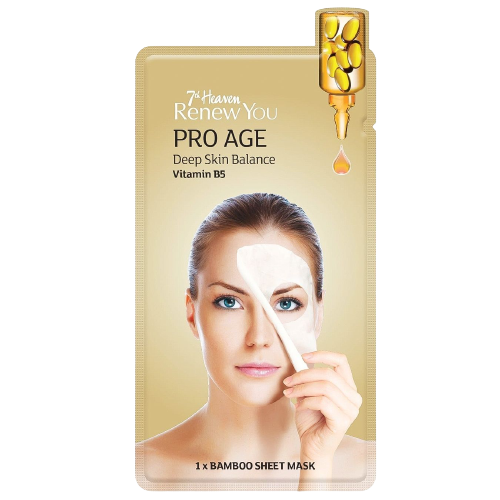 7th Heaven
Renew You
PRO AGE
Deep Skin Balance
Vitamin B5
1 x BAMBOO SHEET MASK